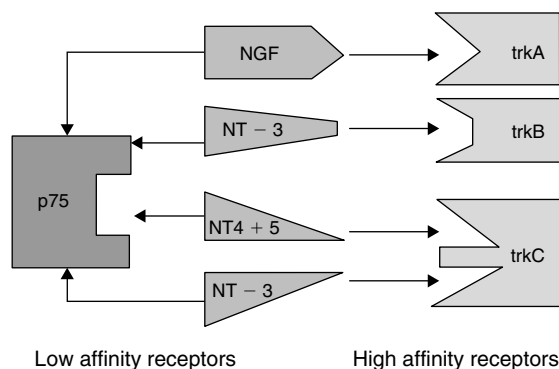 NGF
trkA
NT − 3
trkB
p75
NT4 + 5
trkC
NT − 3
Low affinity receptors
High affinity receptors